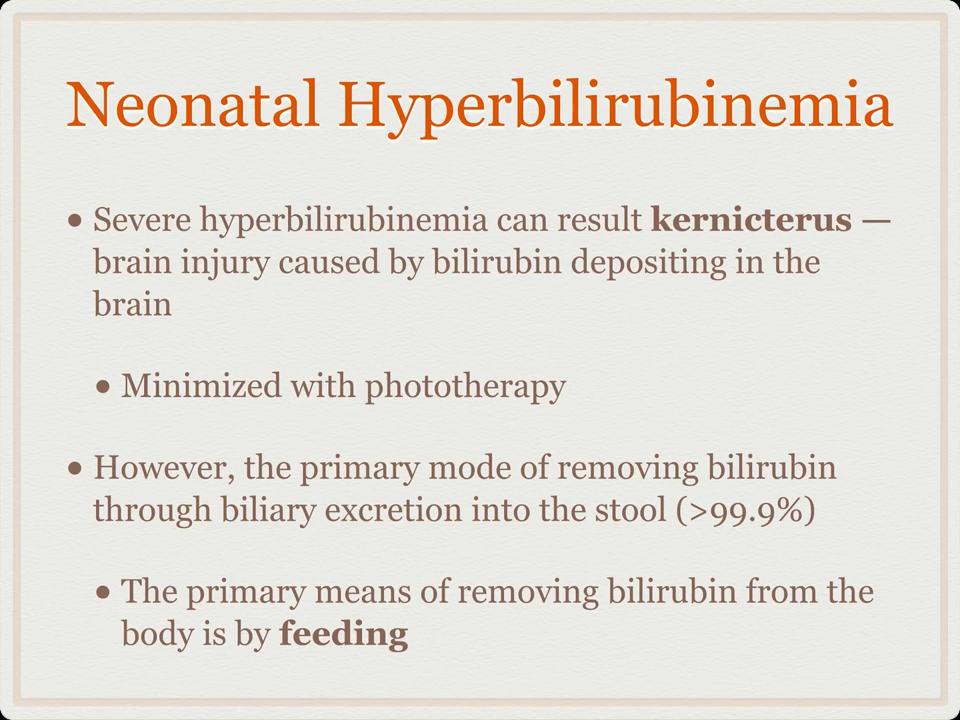 Neonatal Hyperbilirubinemia
• Severe hyperbilirubinemia can result kernicterus —
brain injury caused by bilirubin depositing in the
brain
• Minimized with phototherapy
• However, the primary mode of removing bilirubin
through biliary excretion into the stool (>99.9%)
• The primary means of removing bilirubin from the
body is by feeding